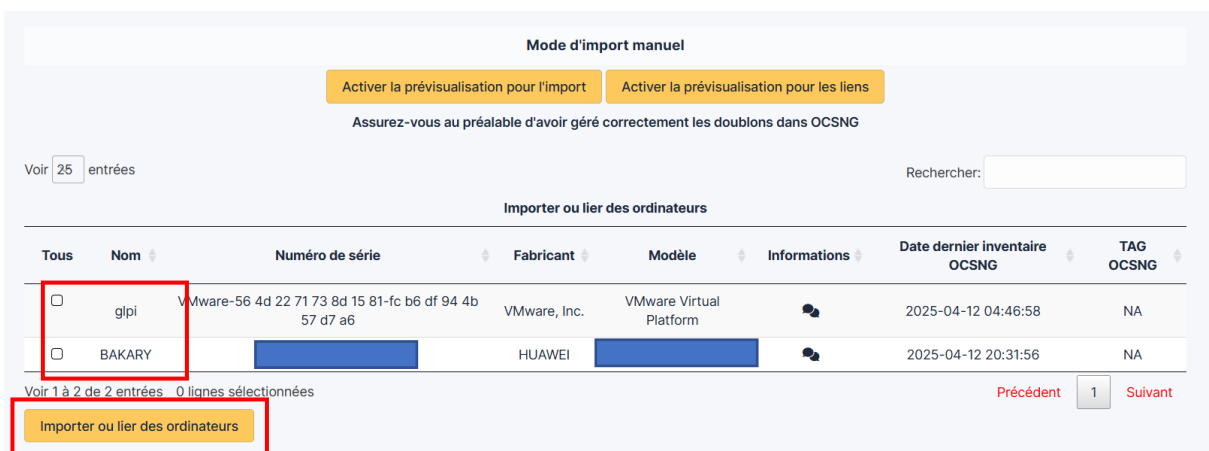 Mode d'import manuel
Activer la prévisualisation pour l'import Activer la prévisualisation pour les liens
Assurez-vous au préalable d'avoir géré correctement les doublons dans OCSNG
Voir 25 entrées Rechercher:
Importer ou lier des ordinateurs
Tous Nom Numéro de série Fabricant Modèle Informations Date dernier inventaire OCSNG TAG OCSNG
glpi VMware-56 4d 22 71 73 8d 15 81-fc b6 df 94 4b 57 d7 a6 VMware, Inc. VMware Virtual Platform 2025-04-12 04:46:58 NA
BAKARY HUAWEI 2025-04-12 20:31:56 NA
Voir 1 à 2 de 2 entrées 0 lignes sélectionnées Précédent 1 Suivant
Importer ou lier des ordinateurs